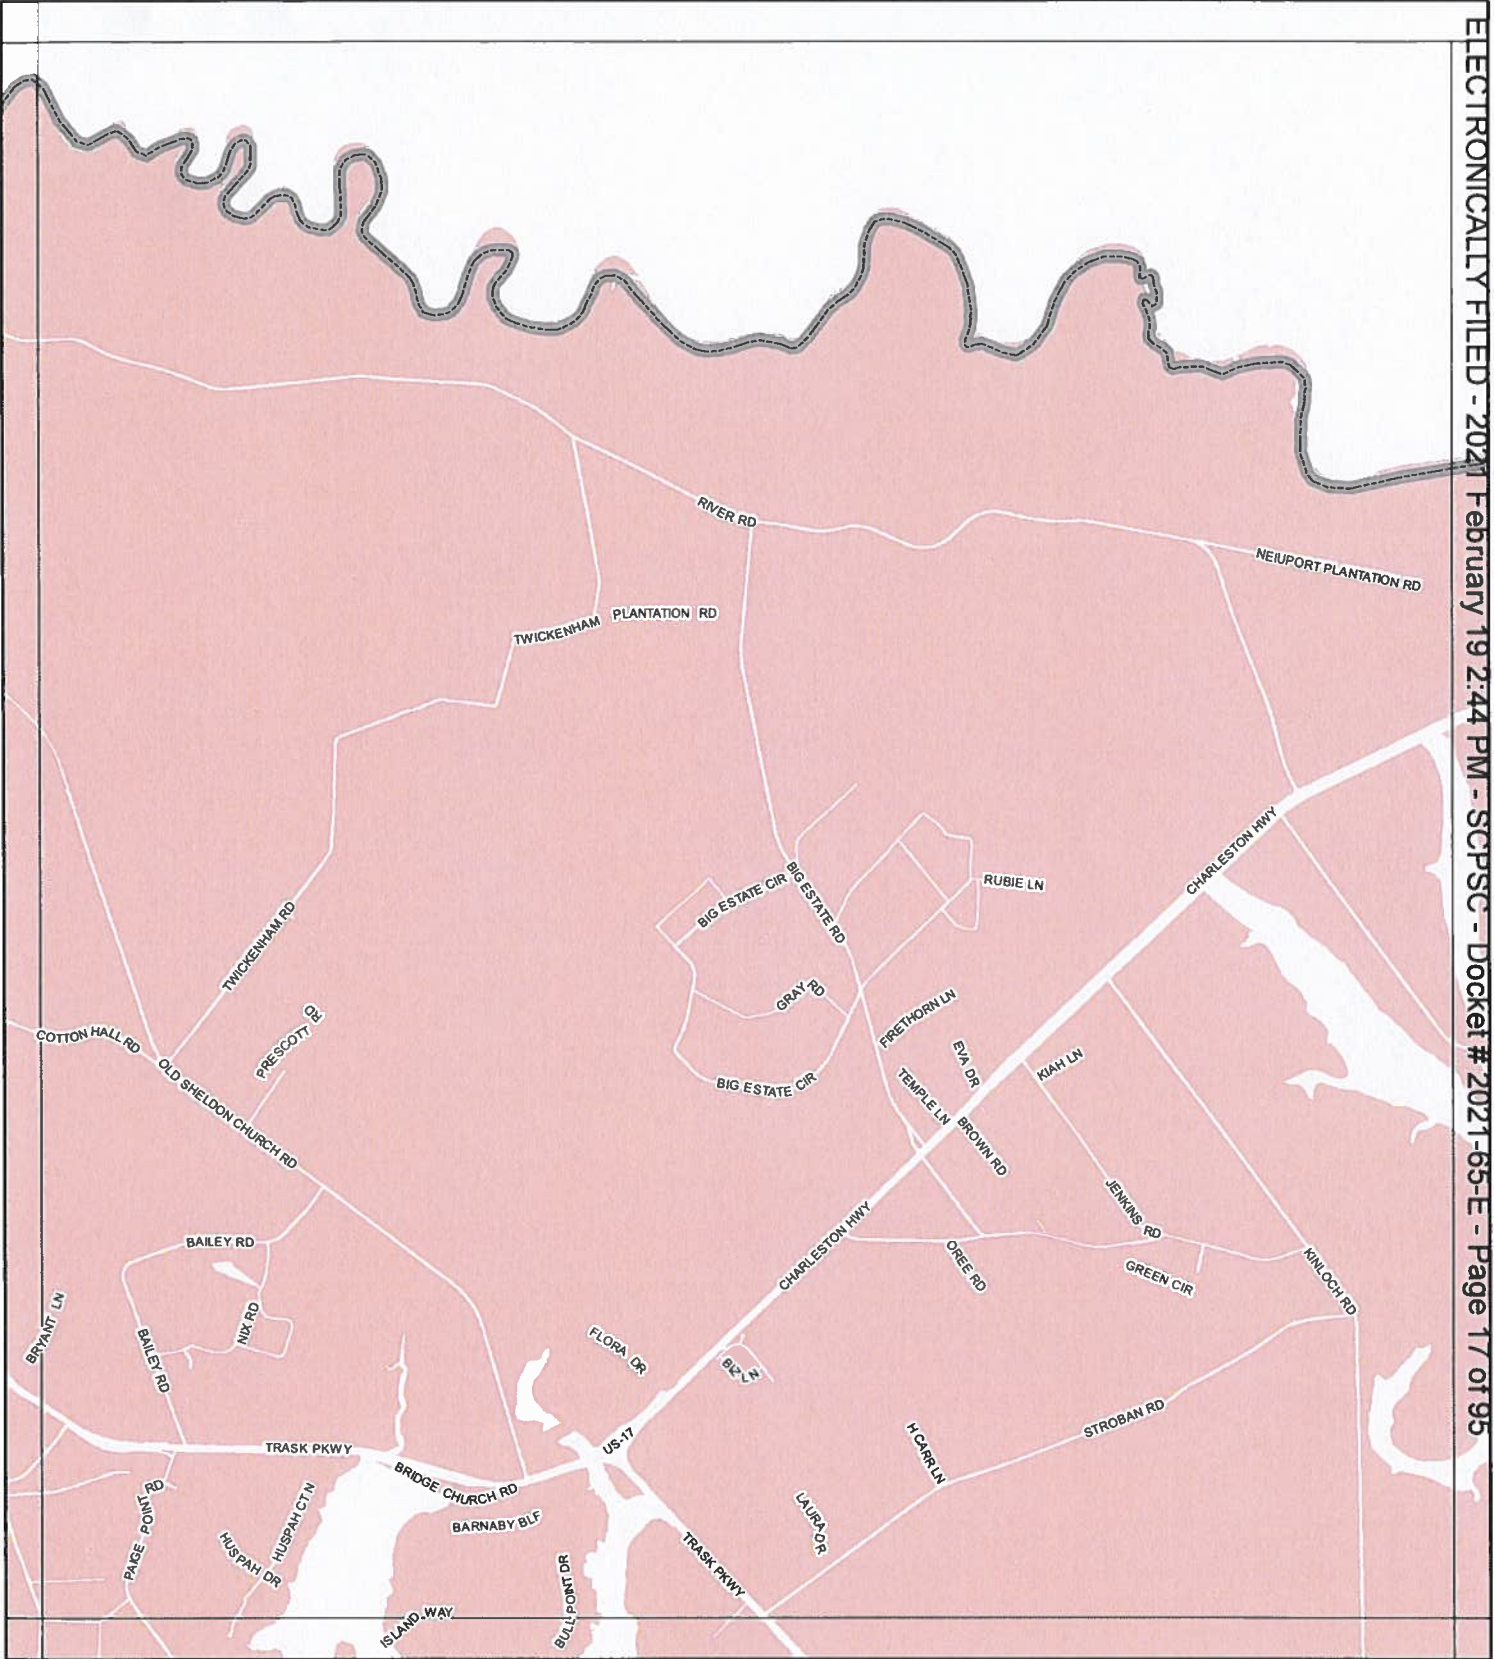 ELECTRONICALLY FILED - 2021 February 19 2:44 PM - SCPSC - Docket # 2021-65-E - Page 17 of 95
RIVER RD
NEIUPORT PLANTATION RD
TWICKENHAM PLANTATION RD
CHARLESTON HWY
BIG ESTATE CIR
BIG ESTATE RD
RUBIE LN
TWICKENHAM RD
GRAY RD
PRESCOTT RD
FIRETHORN LN
COTTON HALL RD
OLD SHELDON CHURCH RD
EVA DR
KIAH LN
BIG ESTATE CIR
TEMPLE LN
BROWN RD
JENKINS RD
CHARLESTON HWY
BAILEY RD
OREE RD
GREEN CIR
KINLOCH RD
BRYANT LN
NIX RD
BAILEY RD
FLORA DR
BIZ LN
STROBAN RD
H CARR LN
US-17
TRASK PKWY
BRIDGE CHURCH RD
PAIGE POINT RD
HUSPAH CT N
HUSPAH DR
BARNABY BLF
LAURA DR
TRASK PKWY
BULL POINT DR
ISLAND WAY